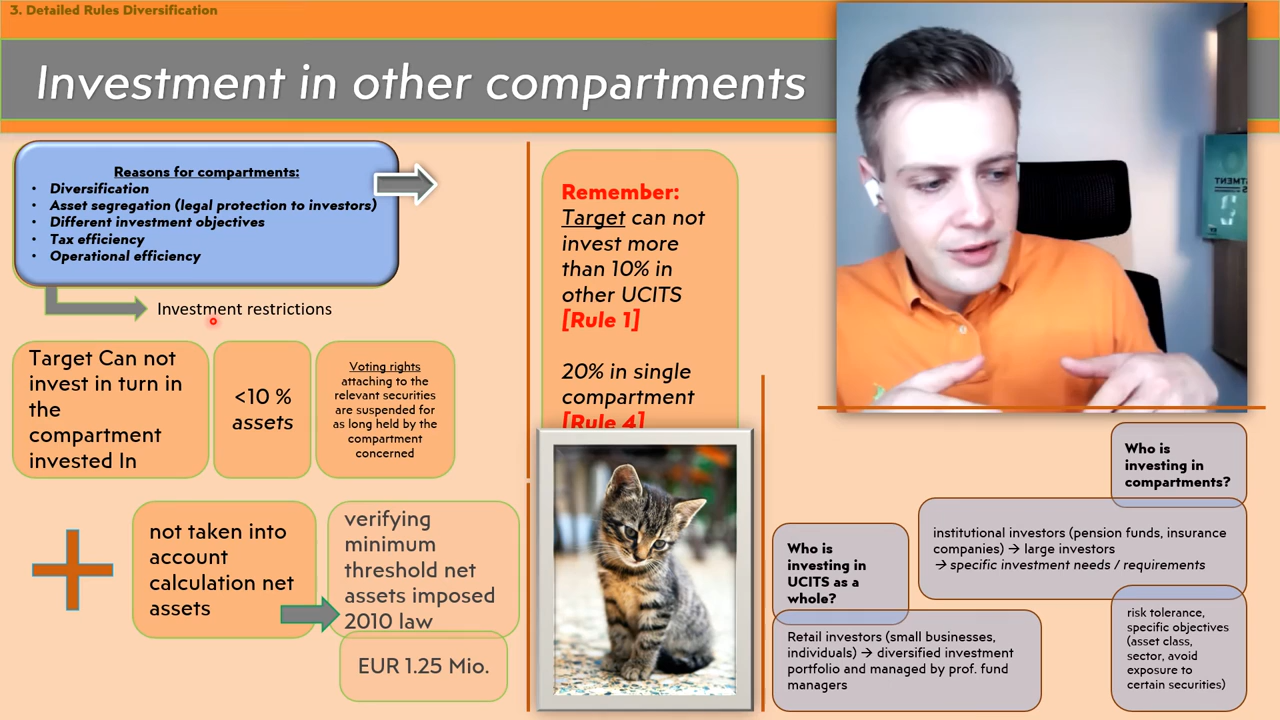 3. Detailed Rules Diversification
Investment in other compartments
Reasons for compartments:
• Diversification
• Asset segregation (legal protection to investors)
• Different investment objectives
• Tax efficiency
• Operational efficiency
Investment restrictions
Target Can not
invest in turn in
the
compartment
invested In
<10 %
assets
Voting rights
attaching to the
relevant securities
are suspended for
as long held by the
compartment
concerned
not taken into
account
calculation net
assets
verifying
minimum
threshold net
assets imposed
2010 law
EUR 1.25 Mio.
Remember:
Target can not
invest more
than 10% in
other UCITS
[Rule 1]
20% in single
compartment
[Rule 4]
Who is
investing in
compartments?
institutional investors (pension funds, insurance
companies) → large investors
→ specific investment needs / requirements
risk tolerance,
specific objectives
(asset class,
sector, avoid
exposure to
certain securities)
Who is
investing in
UCITS as a
whole?
Retail investors (small businesses,
individuals) → diversified investment
portfolio and managed by prof. fund
managers